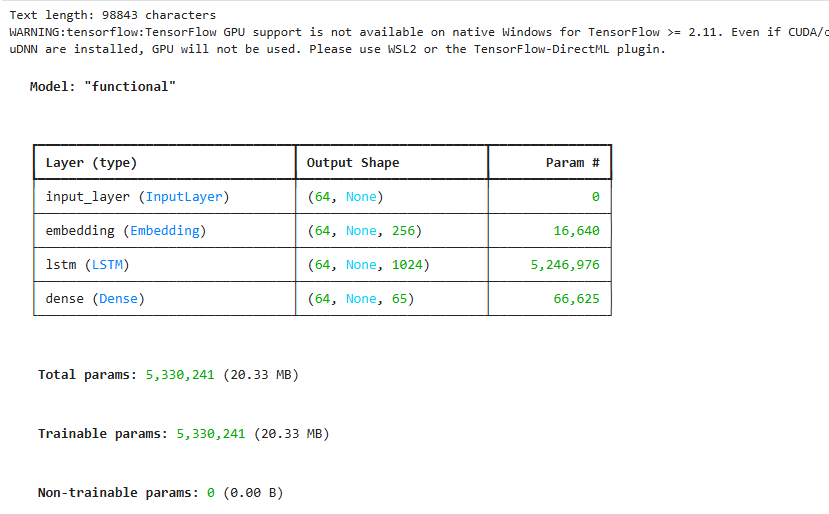 Text length: 98843 characters
WARNING:tensorflow:TensorFlow GPU support is not available on native Windows for TensorFlow >= 2.11. Even if CUDA/c
uDNN are installed, GPU will not be used. Please use WSL2 or the TensorFlow-DirectML plugin.
Model: "functional"
Layer (type) Output Shape Param #
input_layer (InputLayer) (64, None) 0
embedding (Embedding) (64, None, 256) 16,640
lstm (LSTM) (64, None, 1024) 5,246,976
dense (Dense) (64, None, 65) 66,625
Total params: 5,330,241 (20.33 MB)
Trainable params: 5,330,241 (20.33 MB)
Non-trainable params: 0 (0.00 B)